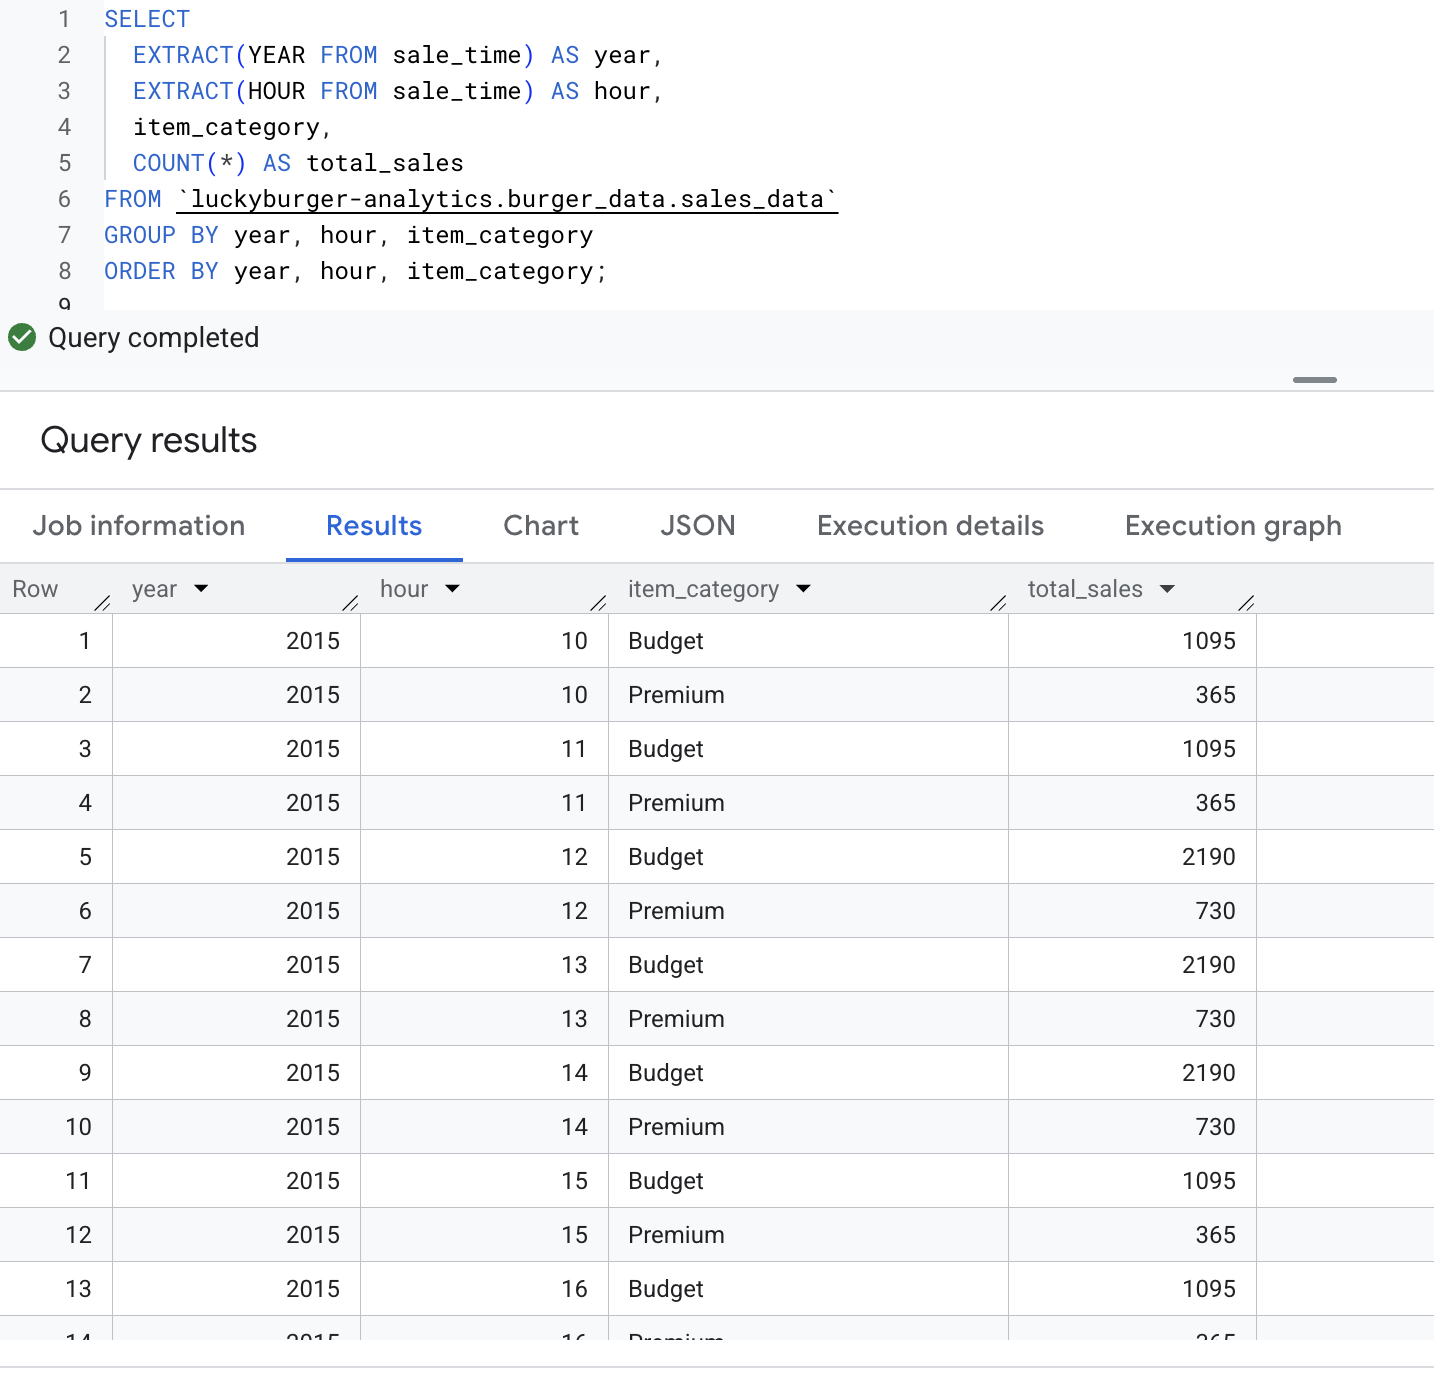 1 SELECT
2 EXTRACT(YEAR FROM sale_time) AS year,
3 EXTRACT(HOUR FROM sale_time) AS hour,
4 item_category,
5 COUNT(*) AS total_sales
6 FROM `luckyburger-analytics.burger_data.sales_data`
7 GROUP BY year, hour, item_category
8 ORDER BY year, hour, item_category;
9
Query completed
Query results
Job information Results Chart JSON Execution details Execution graph
Row year hour item_category total_sales
1 2015 10 Budget 1095
2 2015 10 Premium 365
3 2015 11 Budget 1095
4 2015 11 Premium 365
5 2015 12 Budget 2190
6 2015 12 Premium 730
7 2015 13 Budget 2190
8 2015 13 Premium 730
9 2015 14 Budget 2190
10 2015 14 Premium 730
11 2015 15 Budget 1095
12 2015 15 Premium 365
13 2015 16 Budget 1095
14 2015 16 Premium 365